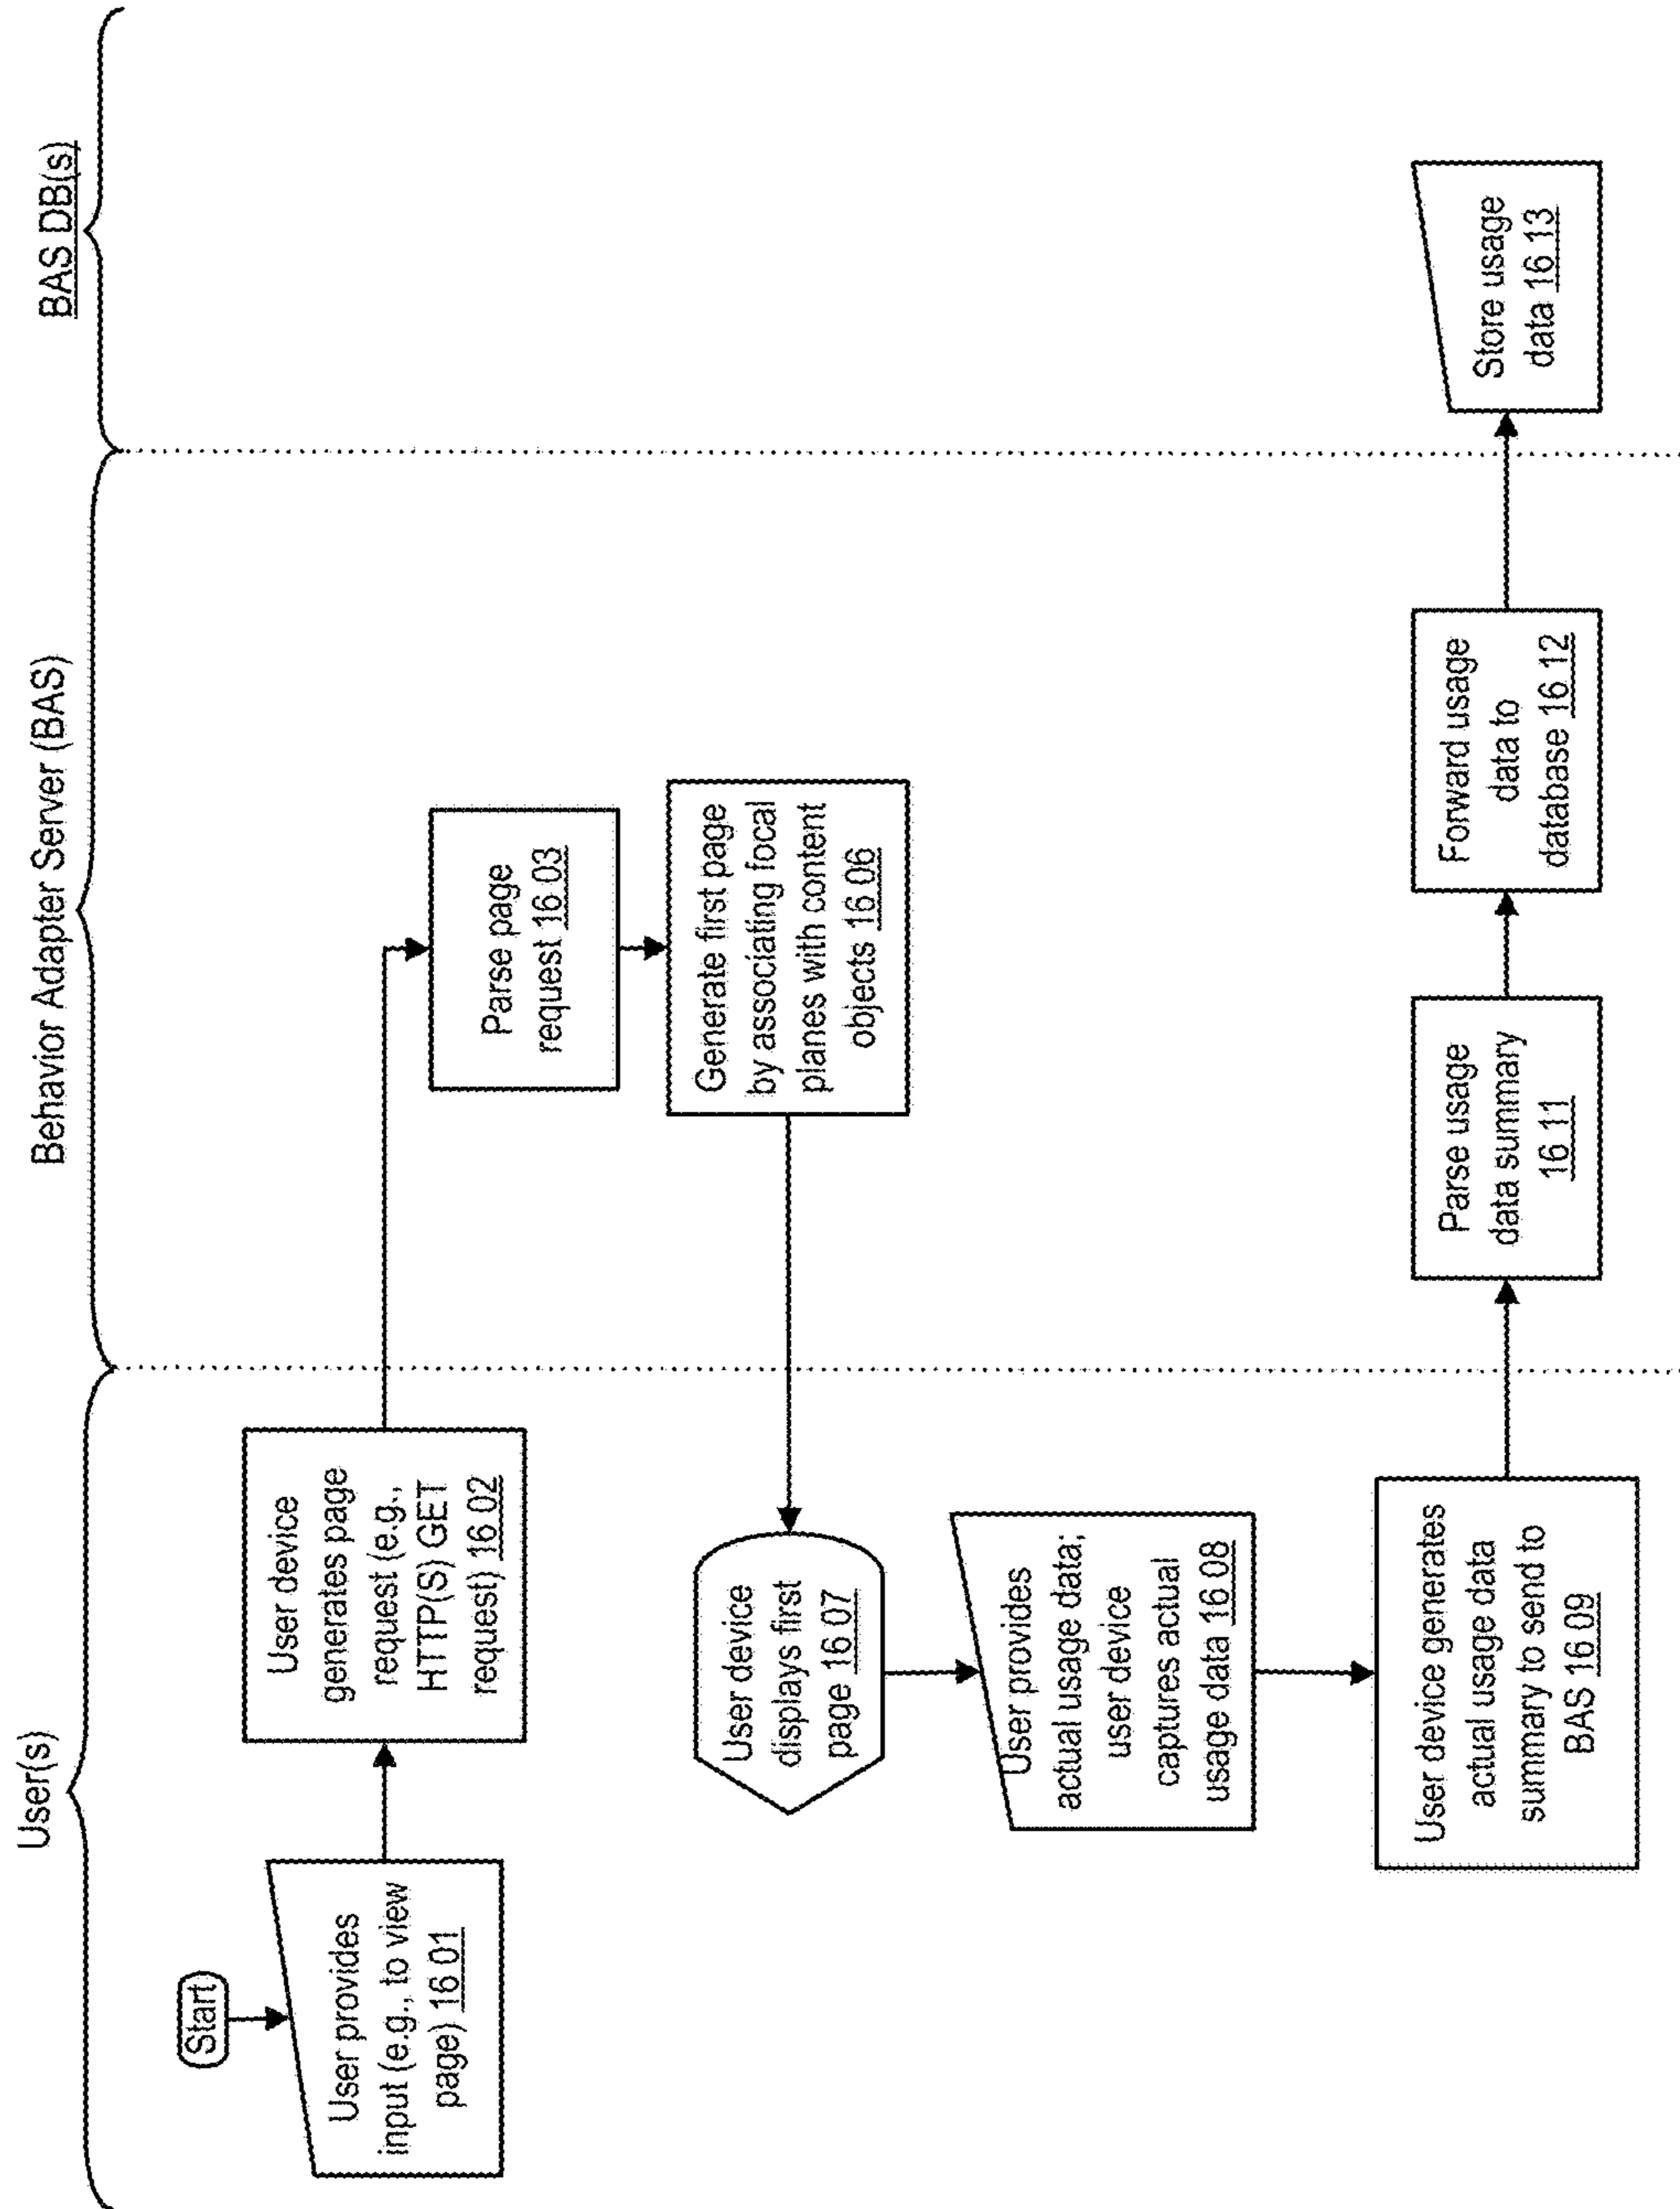 User(s)
Behavior Adapter Server (BAS)
BAS DB(s)
Start
User provides
input (e.g., to view
page) 16 01
User device
generates page
request (e.g.,
HTTP(S) GET
request) 16 02
Parse page
request 16 03
Generate first page
by associating focal
planes with content
objects 16 06
User device
displays first
page 16 07
User provides
actual usage data;
user device
captures actual
usage data 16 08
User device generates
actual usage data
summary to send to
BAS 16 09
Parse usage
data summary
16 11
Forward usage
data to
database 16 12
Store usage
data 16 13